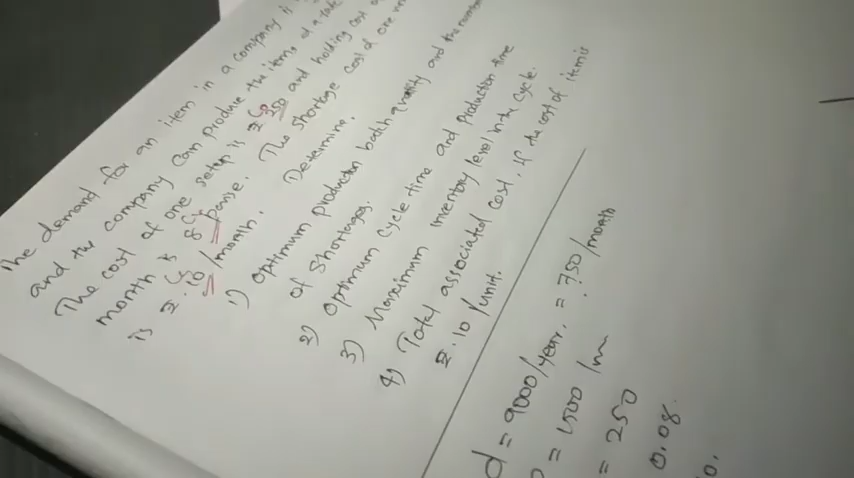 The demand for an item in a company is
and the company can produce the items at a rate
The cost of one setup is ₹ 250 and holding cost o
month is 8 paise. The shortage cost of one un
is ₹. 10 /month. Determine.
1) Optimum production batch quantity and the number
of shortages.
2) Optimum cycle time and production time
3) Maximum inventory level in the cycle.
4) Total associated cost. If the cost of item is
₹. 10 /unit.
d = 9000/year. = 750/month
= 1500 /m
= 250
0.08.
0.